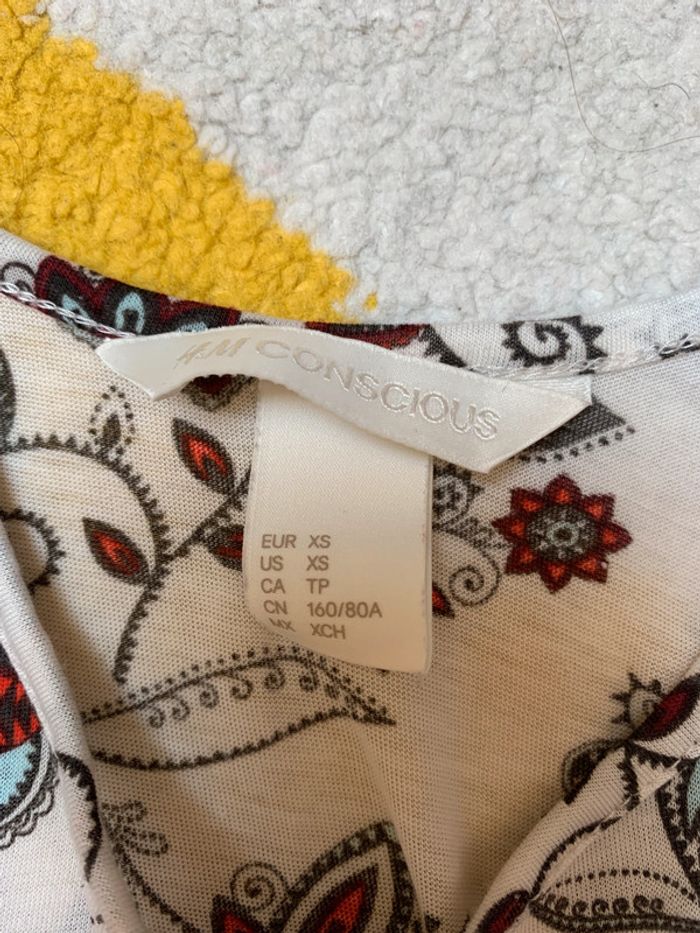 H&M CONSCIOUS
EUR XS
US XS
CA TP
CN 160/80A
MX XCH